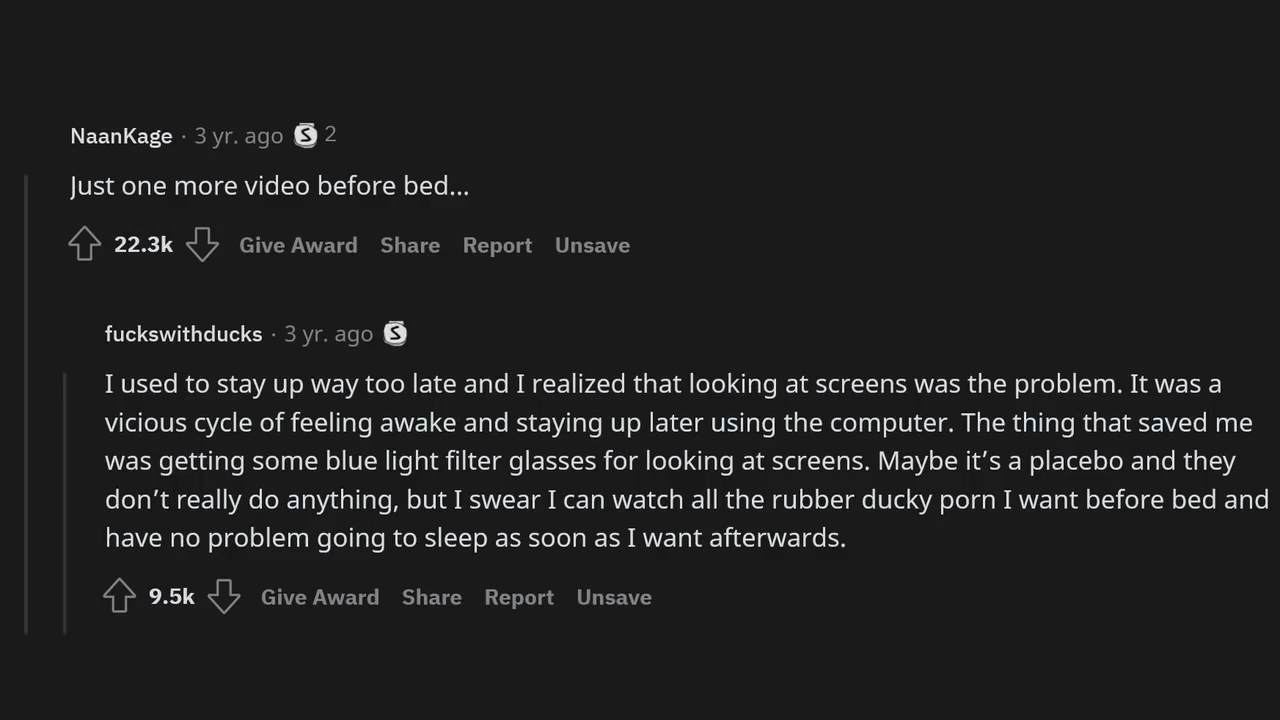 NaanKage · 3 yr. ago S 2
Just one more video before bed...
22.3k Give Award Share Report Unsave
fuckswithducks · 3 yr. ago S
I used to stay up way too late and I realized that looking at screens was the problem. It was a
vicious cycle of feeling awake and staying up later using the computer. The thing that saved me
was getting some blue light filter glasses for looking at screens. Maybe it’s a placebo and they
don’t really do anything, but I swear I can watch all the rubber ducky porn I want before bed and
have no problem going to sleep as soon as I want afterwards.
9.5k Give Award Share Report Unsave